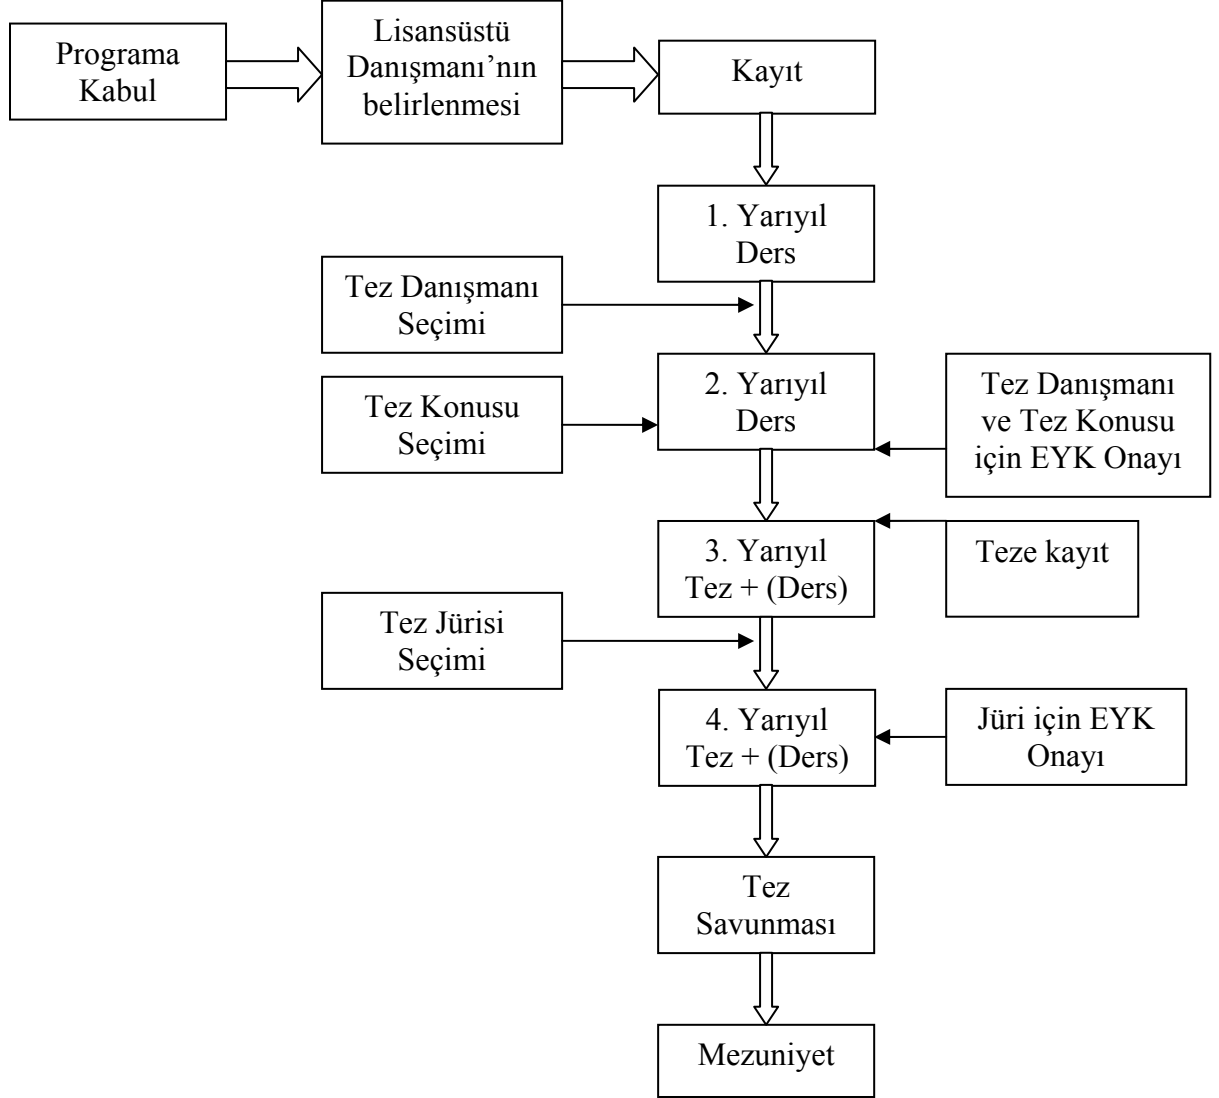 Programa
Kabul
Lisansüstü
Danışmanı’nın
belirlenmesi
Kayıt
1. Yarıyıl
Ders
Tez Danışmanı
Seçimi
2. Yarıyıl
Ders
Tez Konusu
Seçimi
Tez Danışmanı
ve Tez Konusu
için EYK Onayı
3. Yarıyıl
Tez + (Ders)
Teze kayıt
Tez Jürisi
Seçimi
4. Yarıyıl
Tez + (Ders)
Jüri için EYK
Onayı
Tez
Savunması
Mezuniyet